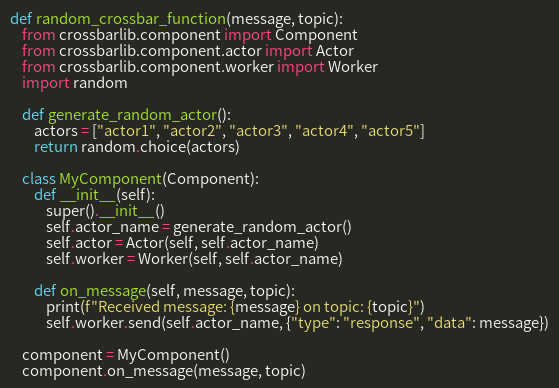 def random_crossbar_function(message, topic):
    from crossbarlib.component import Component
    from crossbarlib.component.actor import Actor
    from crossbarlib.component.worker import Worker
    import random

    def generate_random_actor():
        actors = ["actor1", "actor2", "actor3", "actor4", "actor5"]
        return random.choice(actors)

    class MyComponent(Component):
        def __init__(self):
            super().__init__()
            self.actor_name = generate_random_actor()
            self.actor = Actor(self, self.actor_name)
            self.worker = Worker(self, self.actor_name)

        def on_message(self, message, topic):
            print(f"Received message: {message} on topic: {topic}")
            self.worker.send(self.actor_name, {"type": "response", "data": message})

    component = MyComponent()
    component.on_message(message, topic)